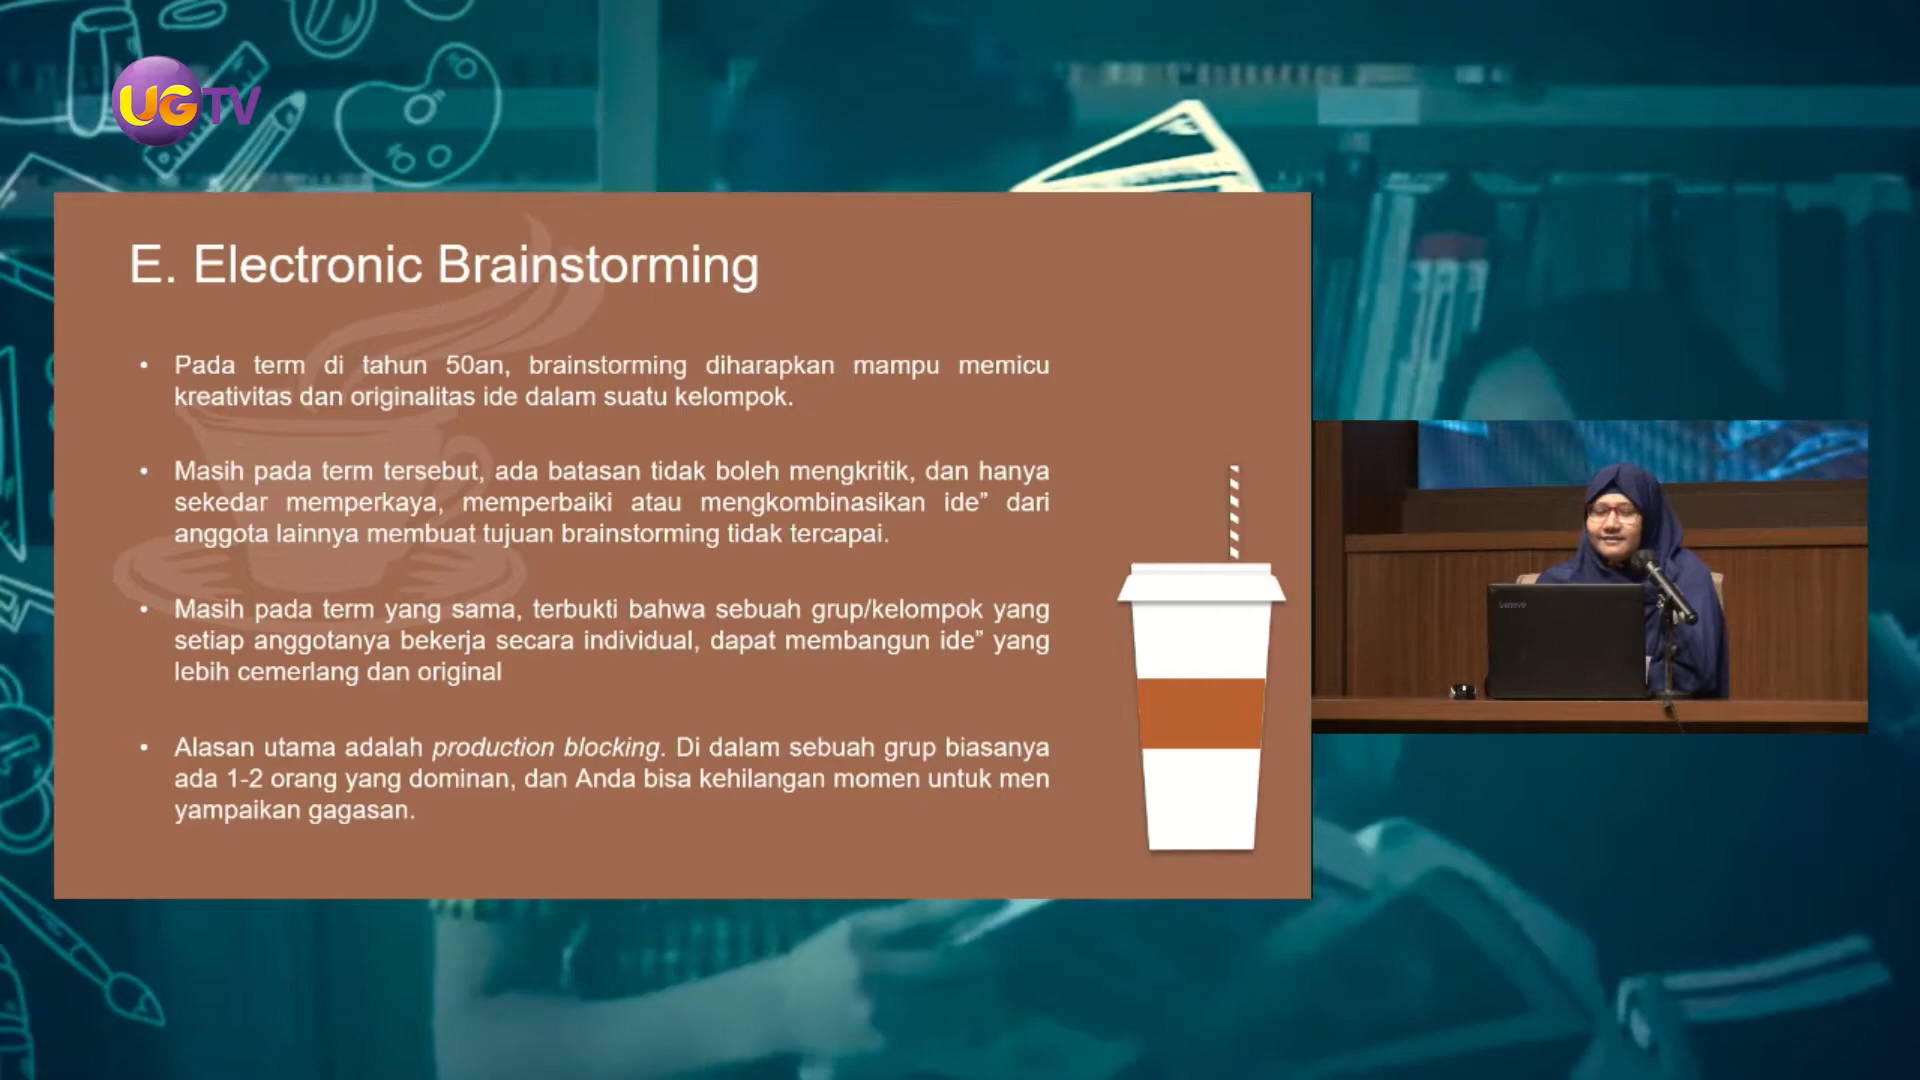 UGTV
E. Electronic Brainstorming
• Pada term di tahun 50an, brainstorming diharapkan mampu memicu
kreativitas dan originalitas ide dalam suatu kelompok.
• Masih pada term tersebut, ada batasan tidak boleh mengkritik, dan hanya
sekedar memperkaya, memperbaiki atau mengkombinasikan ide” dari
anggota lainnya membuat tujuan brainstorming tidak tercapai.
• Masih pada term yang sama, terbukti bahwa sebuah grup/kelompok yang
setiap anggotanya bekerja secara individual, dapat membangun ide” yang
lebih cemerlang dan original
• Alasan utama adalah production blocking. Di dalam sebuah grup biasanya
ada 1-2 orang yang dominan, dan Anda bisa kehilangan momen untuk men
yampaikan gagasan.
Lenovo